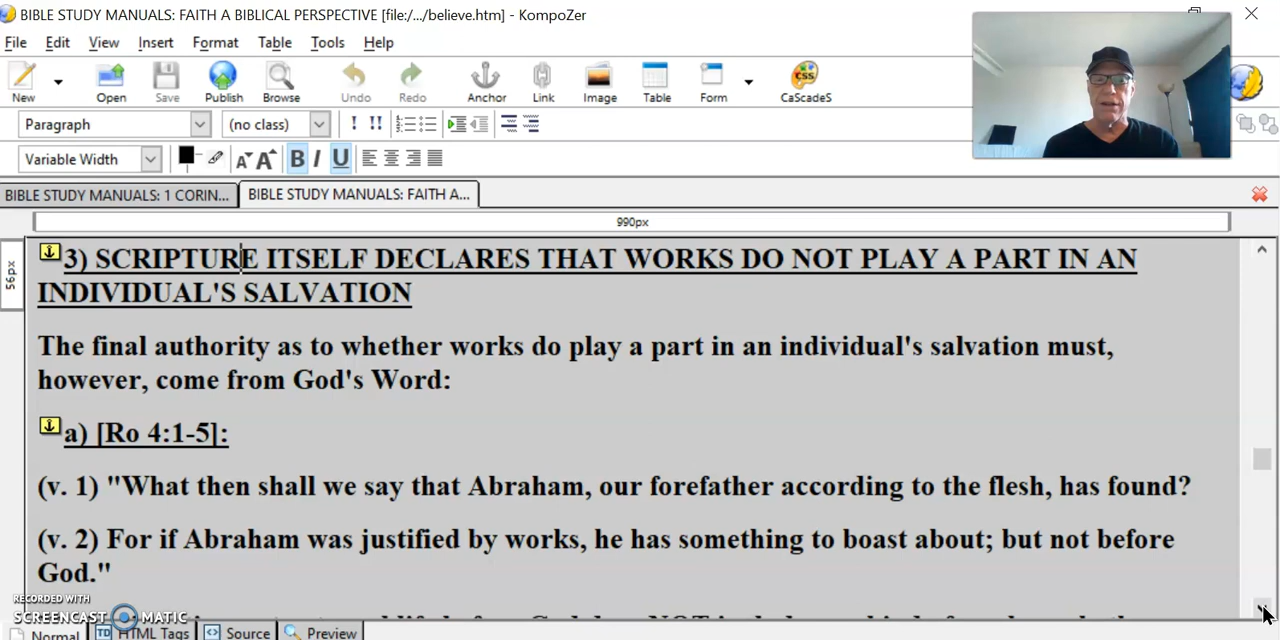 BIBLE STUDY MANUALS: FAITH A BIBLICAL PERSPECTIVE [file:/.../believe.htm] - KompoZer
File Edit View Insert Format Table Tools Help
New Open Save Publish Browse Undo Redo Anchor Link Image Table Form CaScadeS
CSS
Paragraph (no class) ! !!
Variable Width A A B I U
BIBLE STUDY MANUALS: 1 CORIN... BIBLE STUDY MANUALS: FAITH A...
990px
56px
3) SCRIPTURE ITSELF DECLARES THAT WORKS DO NOT PLAY A PART IN AN
INDIVIDUAL'S SALVATION
The final authority as to whether works do play a part in an individual's salvation must,
however, come from God's Word:
a) [Ro 4:1-5]:
(v. 1) "What then shall we say that Abraham, our forefather according to the flesh, has found?
(v. 2) For if Abraham was justified by works, he has something to boast about; but not before
God."
RECORDED WITH
SCREENCAST MATIC
Normal TD HTML Tags Source Preview